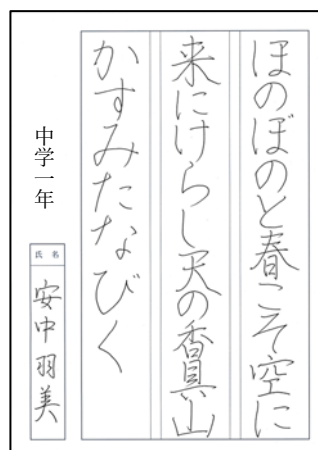 ほのぼのと春こそ空に
来にけらし天の香具山
かすみたなびく
中学一年
氏名
安中羽美